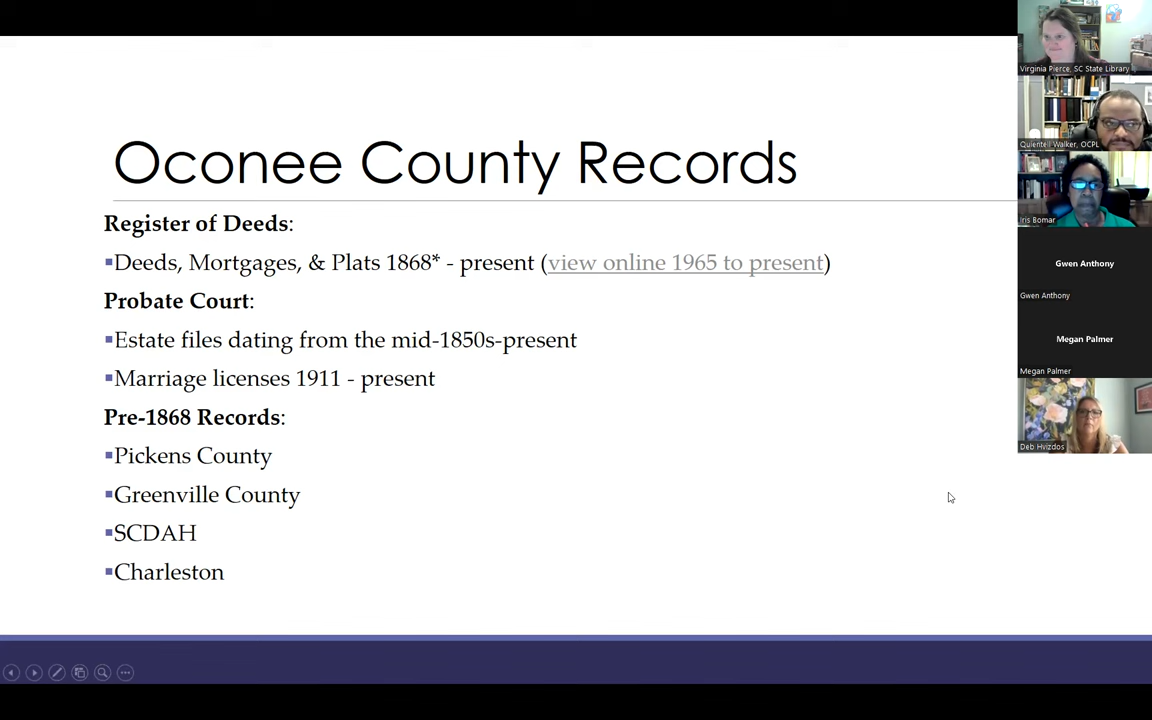 Oconee County Records
Register of Deeds:
▪Deeds, Mortgages, & Plats 1868* - present (view online 1965 to present)
Probate Court:
▪Estate files dating from the mid-1850s-present
▪Marriage licenses 1911 - present
Pre-1868 Records:
▪Pickens County
▪Greenville County
▪SCDAH
▪Charleston
Virginia Pierce, SC State Library
Quientell Walker, OCPL
Iris Bomar
Gwen Anthony
Gwen Anthony
Megan Palmer
Megan Palmer
Deb Hvizdos